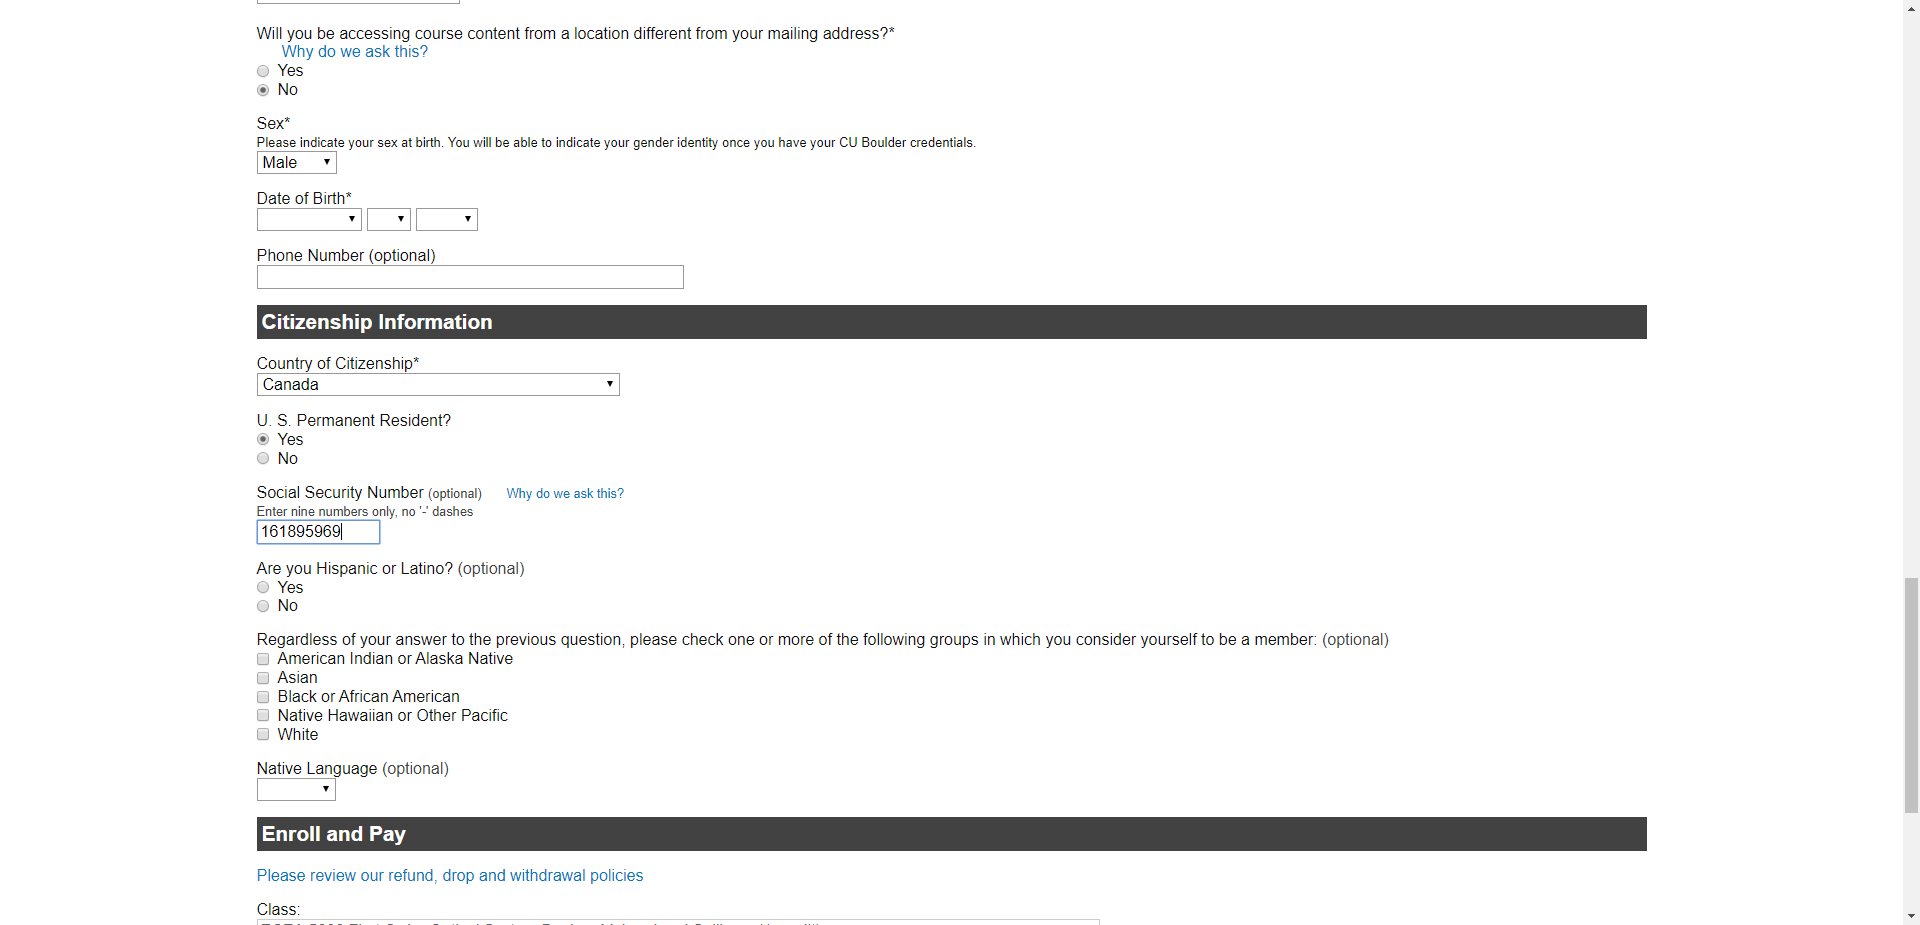 Will you be accessing course content from a location different from your mailing address?*
Why do we ask this?
Yes
No
Sex*
Please indicate your sex at birth. You will be able to indicate your gender identity once you have your CU Boulder credentials.
Male
Date of Birth*
Phone Number (optional)
Citizenship Information
Country of Citizenship*
Canada
U. S. Permanent Resident?
Yes
No
Social Security Number (optional) Why do we ask this?
Enter nine numbers only, no '-' dashes
161895969
Are you Hispanic or Latino? (optional)
Yes
No
Regardless of your answer to the previous question, please check one or more of the following groups in which you consider yourself to be a member: (optional)
American Indian or Alaska Native
Asian
Black or African American
Native Hawaiian or Other Pacific
White
Native Language (optional)
Enroll and Pay
Please review our refund, drop and withdrawal policies
Class: